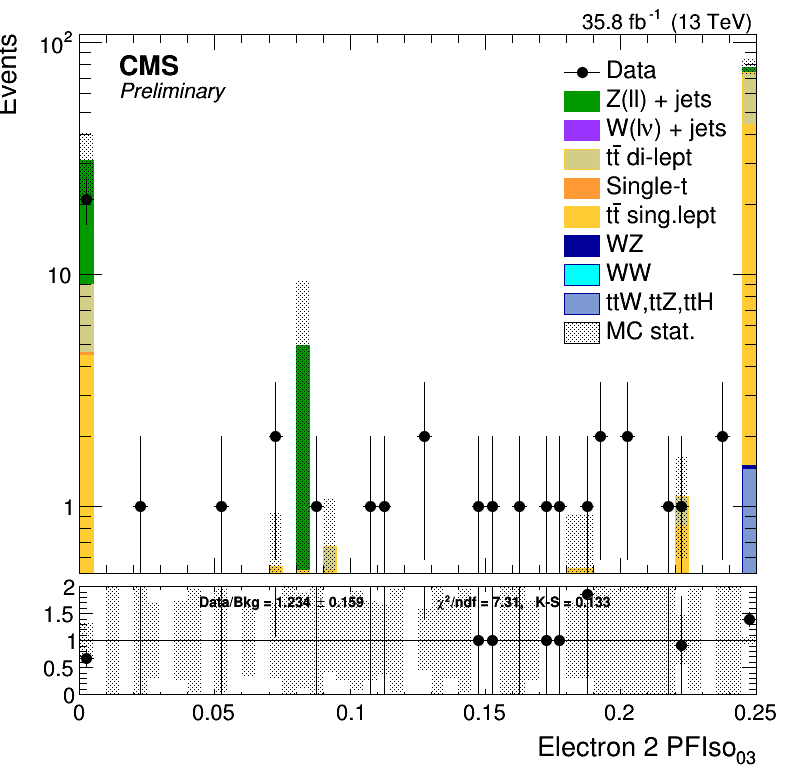 35.8 fb⁻¹ (13 TeV)
Events
10²
10
1
CMS
Preliminary
Data
Z(ll) + jets
W(lν) + jets
tt̄ di-lept
Single-t
tt̄ sing.lept
WZ
WW
ttW,ttZ,ttH
MC stat.
2
1.5
1
0.5
0
Data/Bkg = 1.234 ± 0.159 χ²/ndf = 7.31, K-S = 0.133
0 0.05 0.1 0.15 0.2 0.25
Electron 2 PFIso₀₃